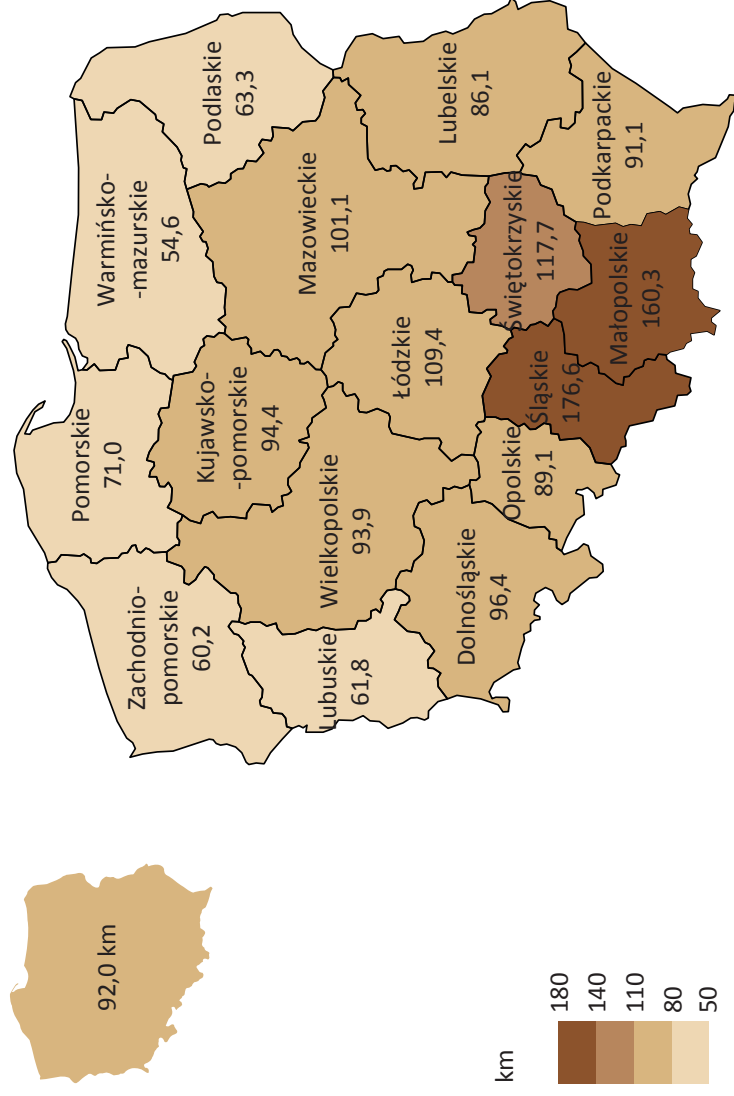 92,0 km
km
180
140
110
80
50
Zachodnio-
pomorskie
60,2
Pomorskie
71,0
Warmińsko-
-mazurskie
54,6
Podlaskie
63,3
Kujawsko-
-pomorskie
94,4
Mazowieckie
101,1
Lubuskie
61,8
Wielkopolskie
93,9
Łódzkie
109,4
Lubelskie
86,1
Dolnośląskie
96,4
Opolskie
89,1
Śląskie
176,6
Świętokrzyskie
117,7
Małopolskie
160,3
Podkarpackie
91,1